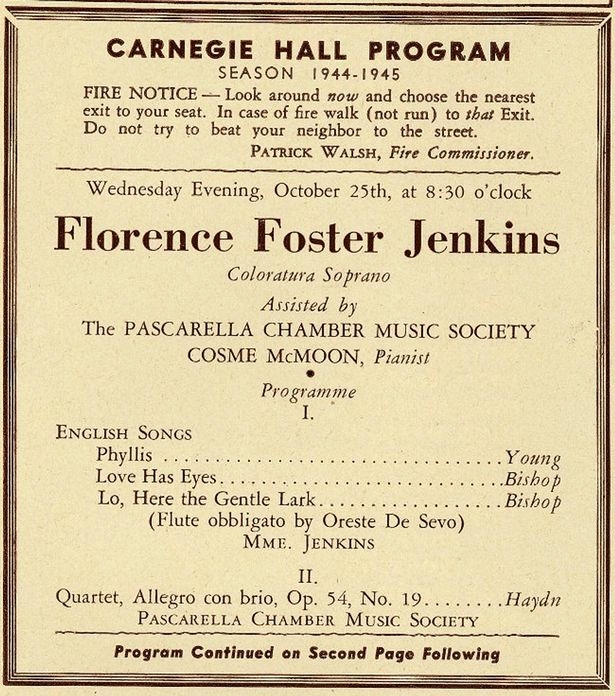 CARNEGIE HALL PROGRAM
SEASON 1944-1945
FIRE NOTICE — Look around now and choose the nearest
exit to your seat. In case of fire walk (not run) to that Exit.
Do not try to beat your neighbor to the street.
PATRICK WALSH, Fire Commissioner.
Wednesday Evening, October 25th, at 8:30 o'clock
Florence Foster Jenkins
Coloratura Soprano
Assisted by
The PASCARELLA CHAMBER MUSIC SOCIETY
COSME McMOON, Pianist
•
Programme
I.
ENGLISH SONGS
Phyllis ................................Young
Love Has Eyes..........................Bishop
Lo, Here the Gentle Lark.................Bishop
(Flute obbligato by Oreste De Sevo)
MME. JENKINS
II.
Quartet, Allegro con brio, Op. 54, No. 19........Haydn
PASCARELLA CHAMBER MUSIC SOCIETY
Program Continued on Second Page Following